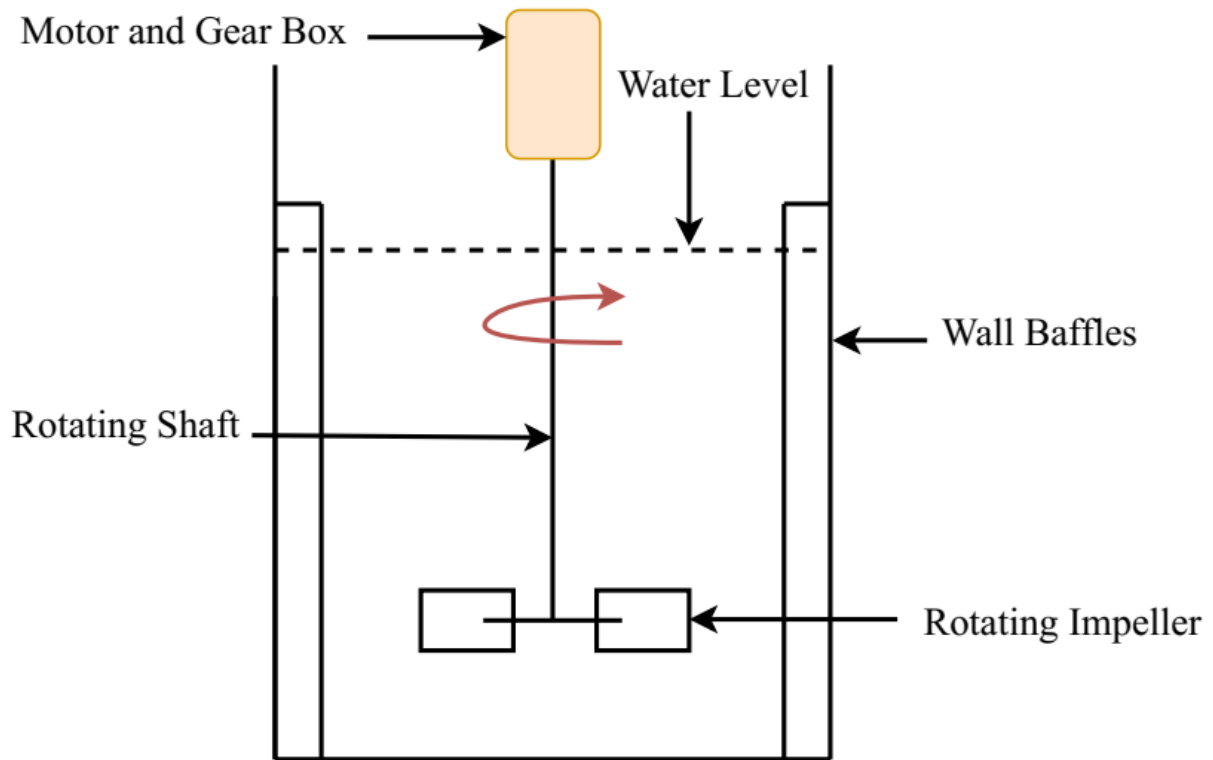 Motor and Gear Box
Water Level
Wall Baffles
Rotating Shaft
Rotating Impeller